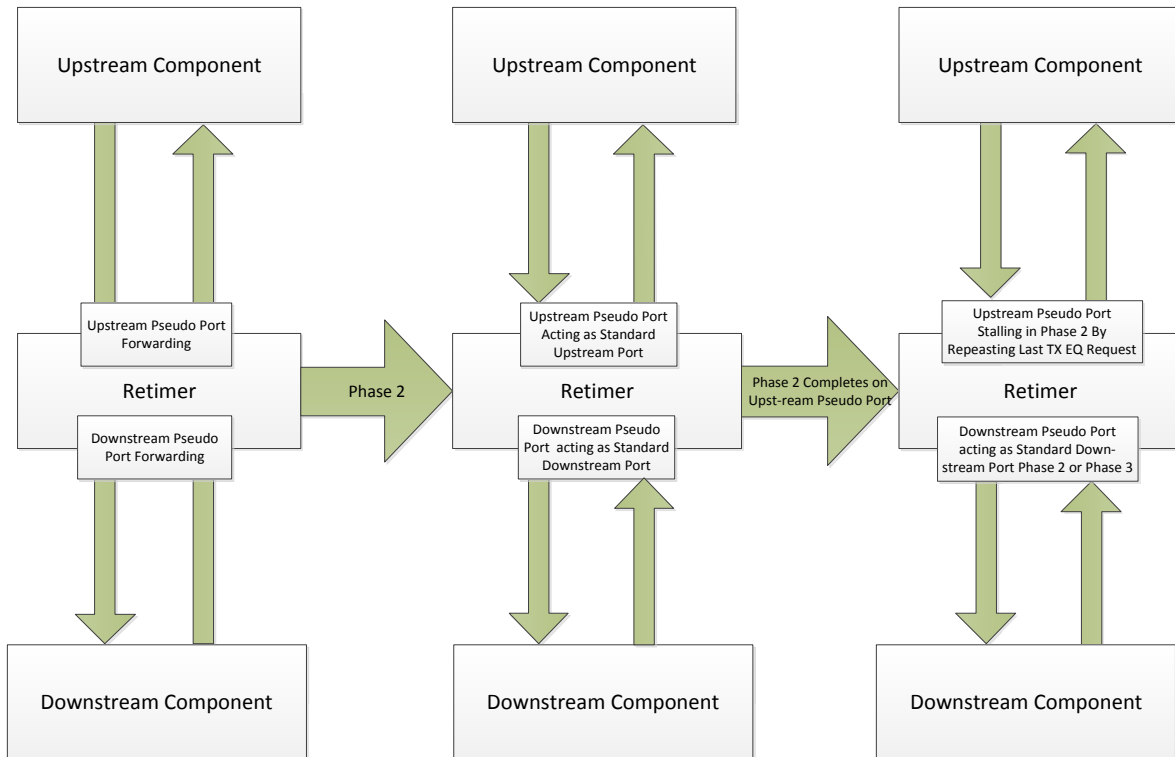 Upstream Component
Upstream Component
Upstream Component
Upstream Pseudo Port
Forwarding
Upstream Pseudo Port
Acting as Standard
Upstream Port
Upstream Pseudo Port
Stalling in Phase 2 By
Repeasting Last TX EQ Request
Retimer
Phase 2
Retimer
Phase 2 Completes on
Upst-ream Pseudo Port
Retimer
Downstream Pseudo
Port Forwarding
Downstream Pseudo
Port acting as Standard
Downstream Port
Downstream Pseudo Port
acting as Standard Down-
stream Port Phase 2 or Phase 3
Downstream Component
Downstream Component
Downstream Component